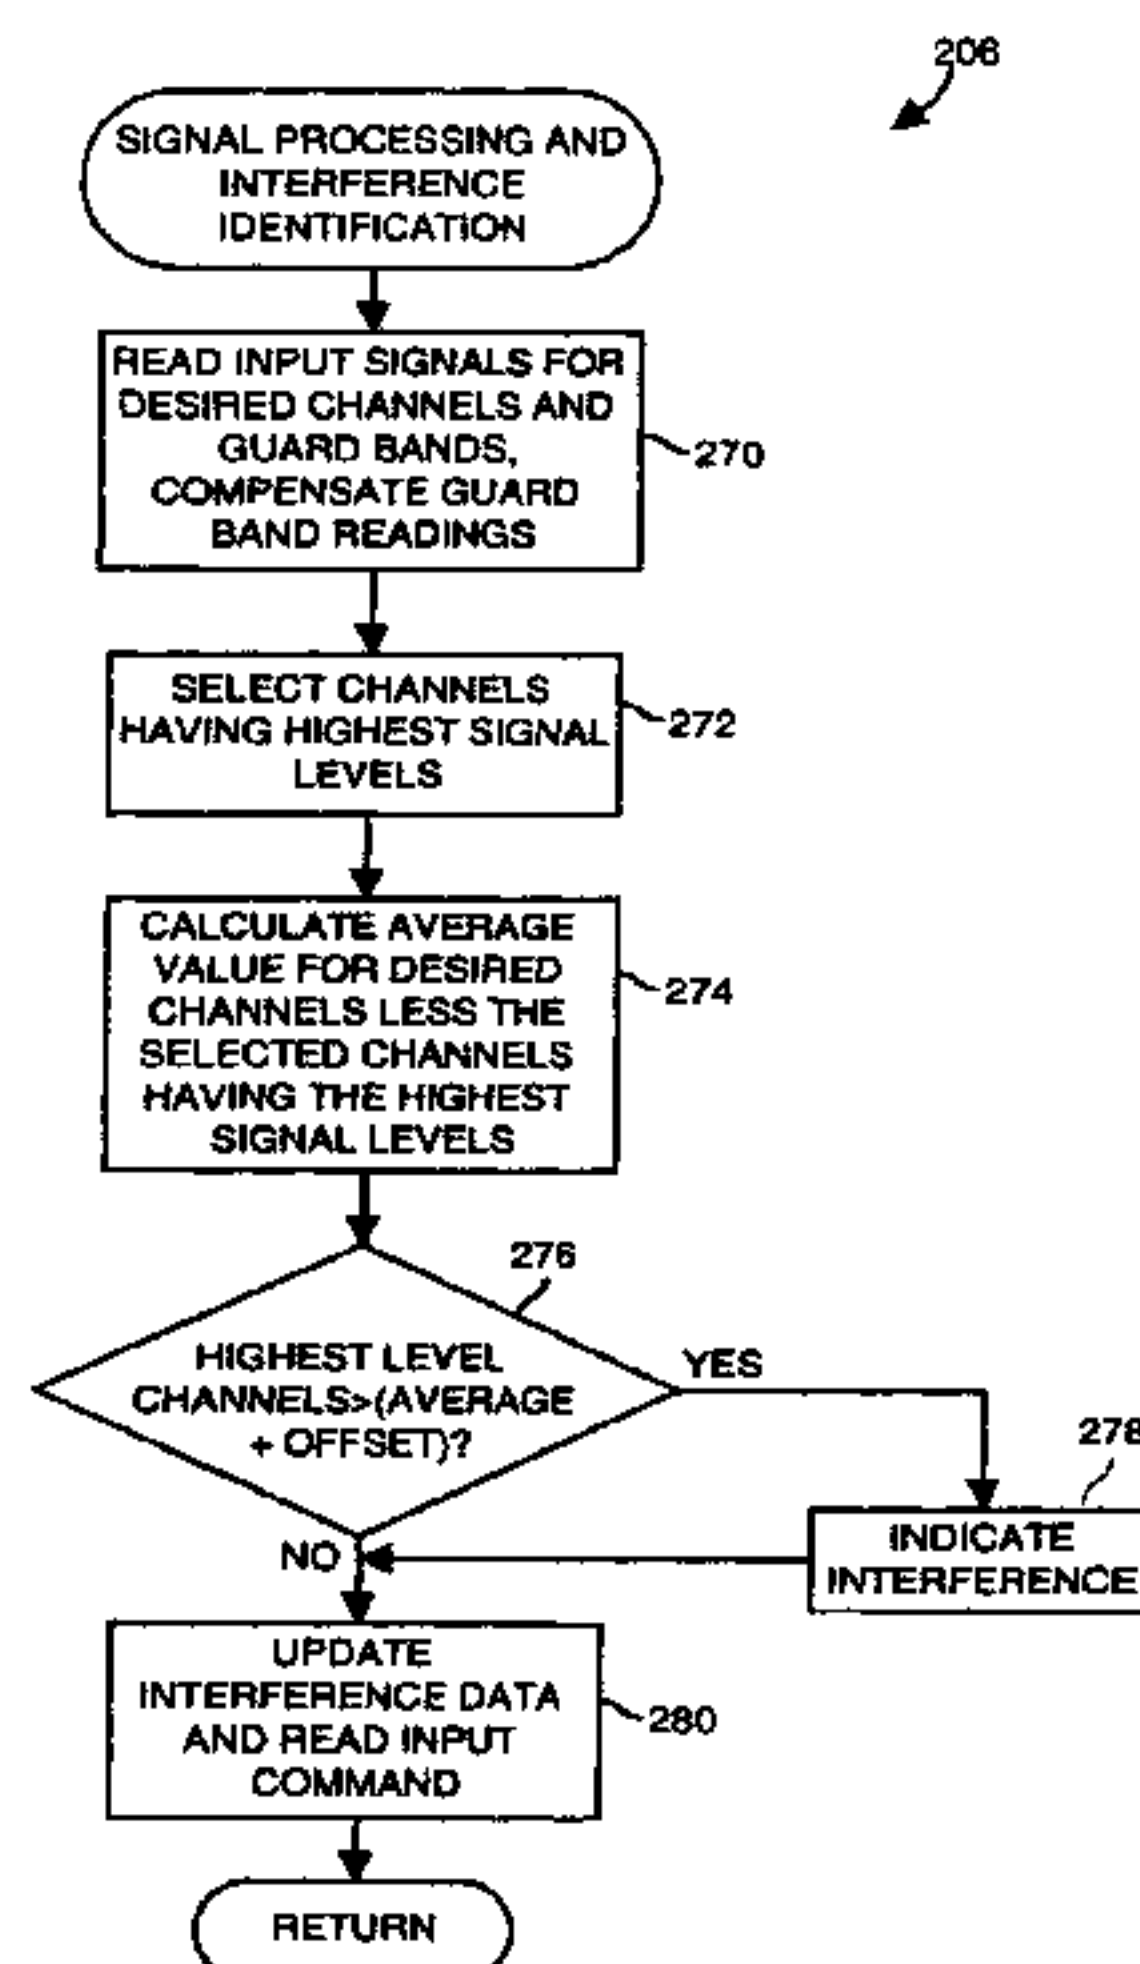 206
SIGNAL PROCESSING AND
INTERFERENCE
IDENTIFICATION
READ INPUT SIGNALS FOR
DESIRED CHANNELS AND
GUARD BANDS,
COMPENSATE GUARD
BAND READINGS
270
SELECT CHANNELS
HAVING HIGHEST SIGNAL
LEVELS
272
CALCULATE AVERAGE
VALUE FOR DESIRED
CHANNELS LESS THE
SELECTED CHANNELS
HAVING THE HIGHEST
SIGNAL LEVELS
274
276
HIGHEST LEVEL
CHANNELS>(AVERAGE
+ OFFSET)?
YES
278
INDICATE
INTERFERENCE
NO
UPDATE
INTERFERENCE DATA
AND READ INPUT
COMMAND
280
RETURN